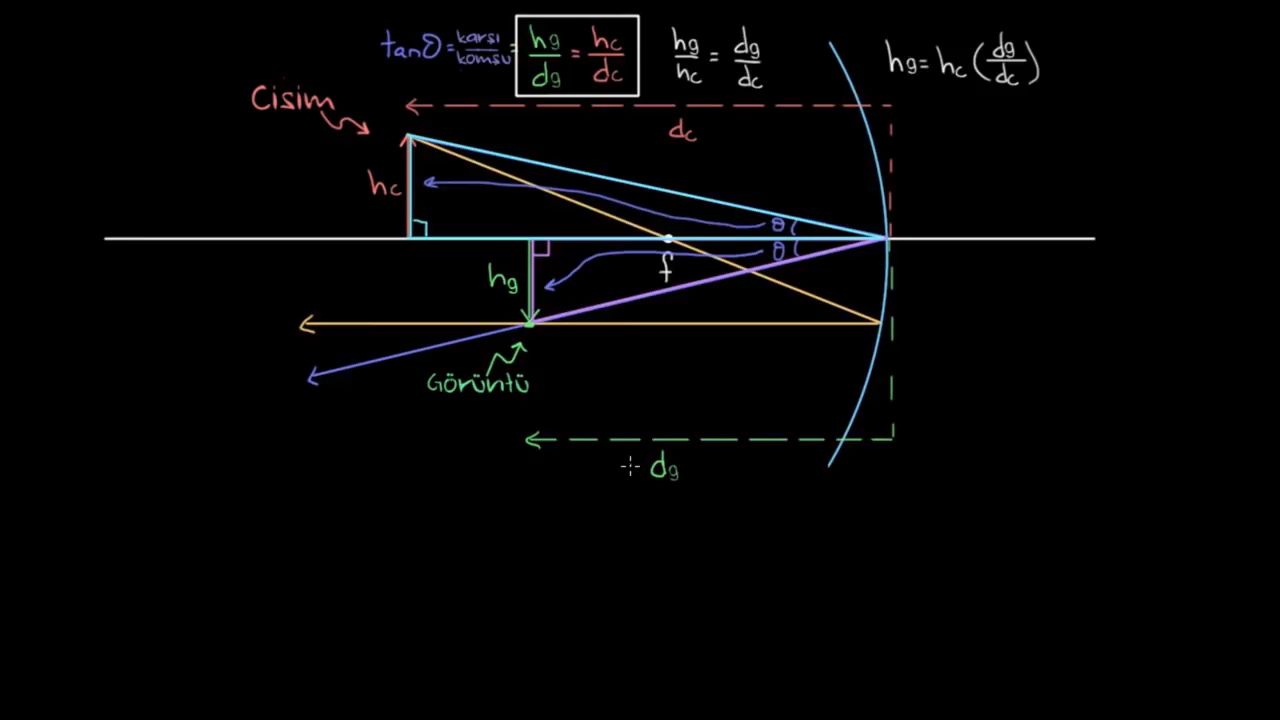 tanθ = karşı/komşu = hg/dg = hc/dc
hg/hc = dg/dc
hg = hc (dg/dc)
Cisim
dc
hc
θ
θ
f
hg
Görüntü
dg